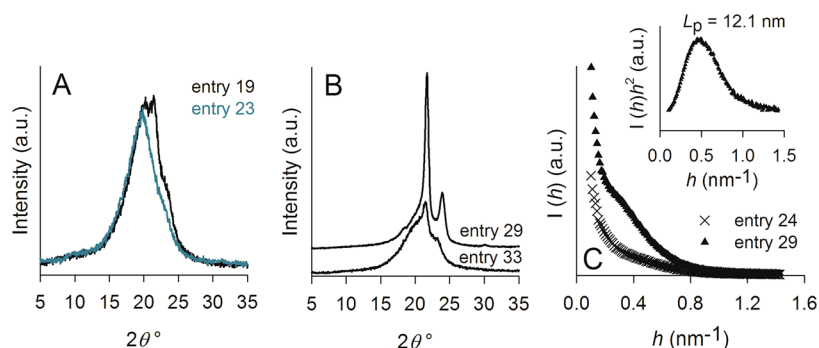 A
entry 19
entry 23
Intensity (a.u.)
5 10 15 20 25 30 35
2θ°
B
entry 29
entry 33
Intensity (a.u.)
5 10 15 20 25 30 35
2θ°
Lp = 12.1 nm
I (h)h² (a.u.)
0.0 0.5 1.0 1.5
h (nm-1)
I (h) (a.u.)
entry 24
entry 29
C
0.0 0.4 0.8 1.2 1.6
h (nm-1)